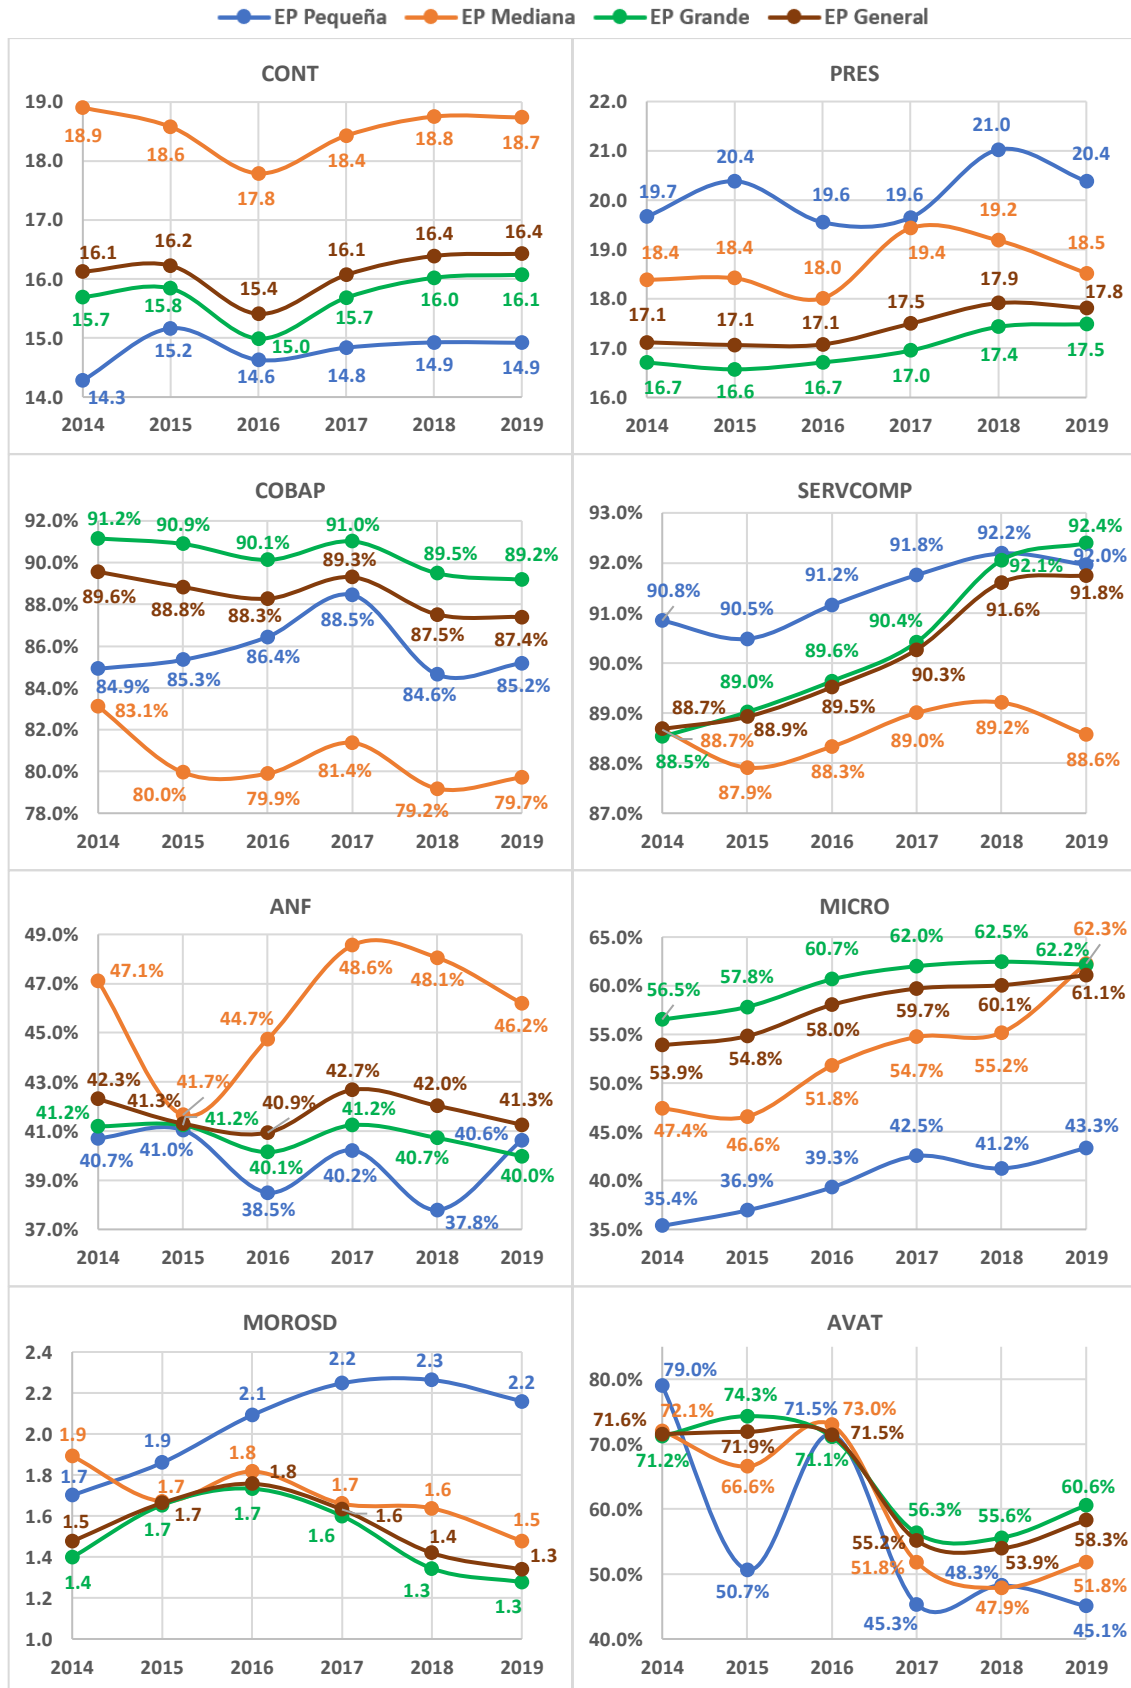 EP Pequeña EP Mediana EP Grande EP General
CONT
19.0
18.0
17.0
16.0
15.0
14.0
18.9 18.6 17.8 18.4 18.8 18.7
16.1 16.2 15.4 16.1 16.4 16.4
15.7 15.8 15.0 15.7 16.0 16.1
14.3 15.2 14.6 14.8 14.9 14.9
2014 2015 2016 2017 2018 2019
PRES
22.0
21.0
20.0
19.0
18.0
17.0
16.0
19.7 20.4 19.6 19.6 21.0 20.4
18.4 18.4 18.0 19.4 19.2 18.5
17.1 17.1 17.1 17.5 17.9 17.8
16.7 16.6 16.7 17.0 17.4 17.5
2014 2015 2016 2017 2018 2019
COBAP
92.0%
90.0%
88.0%
86.0%
84.0%
82.0%
80.0%
78.0%
91.2% 90.9% 90.1% 91.0% 89.5% 89.2%
89.6% 88.8% 88.3% 89.3% 87.5% 87.4%
84.9% 85.3% 86.4% 88.5% 84.6% 85.2%
83.1% 80.0% 79.9% 81.4% 79.2% 79.7%
2014 2015 2016 2017 2018 2019
SERVCOMP
93.0%
92.0%
91.0%
90.0%
89.0%
88.0%
87.0%
90.8% 90.5% 91.2% 91.8% 92.2% 92.0%
88.5% 89.0% 89.6% 90.4% 92.1% 92.4%
88.7% 88.9% 89.5% 90.3% 91.6% 91.8%
88.7% 87.9% 88.3% 89.0% 89.2% 88.6%
2014 2015 2016 2017 2018 2019
ANF
49.0%
47.0%
45.0%
43.0%
41.0%
39.0%
37.0%
47.1% 41.7% 44.7% 48.6% 48.1% 46.2%
42.3% 41.3% 40.9% 42.7% 42.0% 41.3%
41.2% 41.2% 40.1% 41.2% 40.7% 40.0%
40.7% 41.0% 38.5% 40.2% 37.8% 40.6%
2014 2015 2016 2017 2018 2019
MICRO
65.0%
60.0%
55.0%
50.0%
45.0%
40.0%
35.0%
56.5% 57.8% 60.7% 62.0% 62.5% 62.2%
53.9% 54.8% 58.0% 59.7% 60.1% 61.1%
47.4% 46.6% 51.8% 54.7% 55.2% 62.3%
35.4% 36.9% 39.3% 42.5% 41.2% 43.3%
2014 2015 2016 2017 2018 2019
MOROSD
2.4
2.2
2.0
1.8
1.6
1.4
1.2
1.0
1.7 1.9 2.1 2.2 2.3 2.2
1.9 1.7 1.8 1.7 1.6 1.5
1.5 1.7 1.8 1.6 1.4 1.3
1.4 1.7 1.7 1.6 1.3 1.3
2014 2015 2016 2017 2018 2019
AVAT
80.0%
70.0%
60.0%
50.0%
40.0%
79.0% 50.7% 71.5% 45.3% 48.3% 45.1%
72.1% 66.6% 73.0% 51.8% 47.9% 51.8%
71.6% 71.9% 71.5% 55.2% 53.9% 58.3%
71.2% 74.3% 71.1% 56.3% 55.6% 60.6%
2014 2015 2016 2017 2018 2019